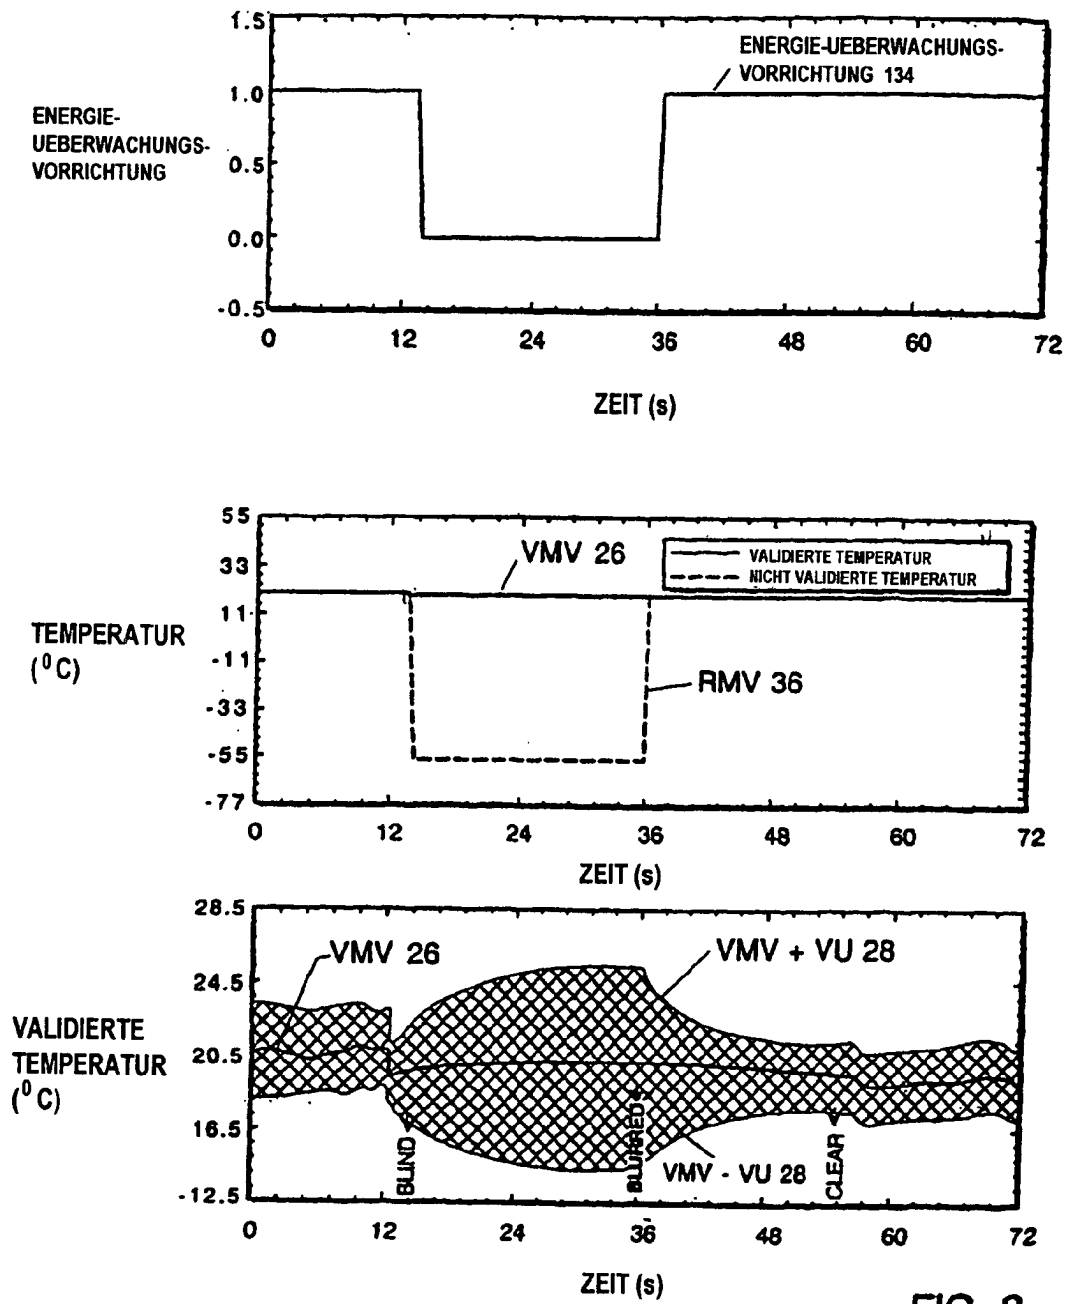 1.5
ENERGIE-UEBERWACHUNGS-
VORRICHTUNG 134
1.0
ENERGIE-
UEBERWACHUNGS-
VORRICHTUNG
0.5
0.0
-0.5
0 12 24 36 48 60 72
ZEIT (s)
55
VMV 26
VALIDIERTE TEMPERATUR
NICHT VALIDIERTE TEMPERATUR
33
11
TEMPERATUR
(⁰C)
-11
RMV 36
-33
-55
-77
0 12 24 36 48 60 72
ZEIT (s)
28.5
VMV 26
VMV + VU 28
24.5
VALIDIERTE
TEMPERATUR
(⁰C)
20.5
16.5
BLIND
BLURRED
VMV - VU 28
CLEAR
-12.5
0 12 24 36 48 60 72
ZEIT (s)